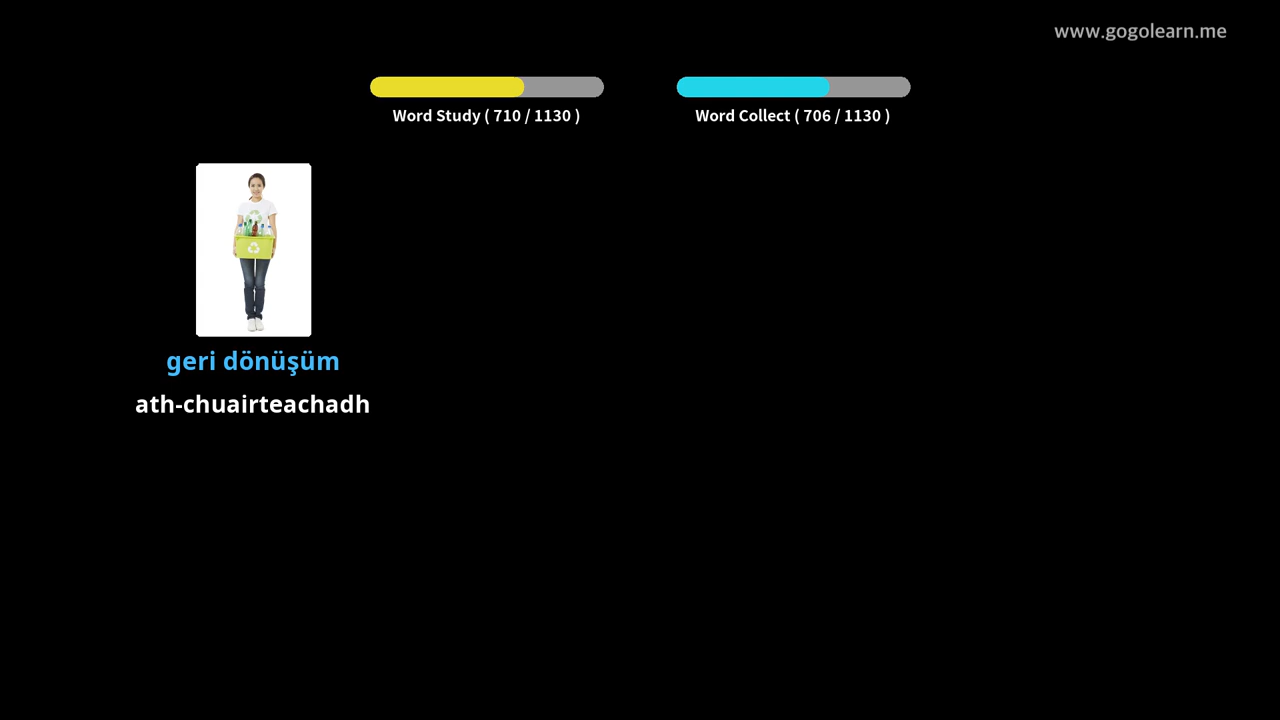 www.gogolearn.me
Word Study ( 710 / 1130 )
Word Collect ( 706 / 1130 )
geri dönüşüm
ath-chuairteachadh